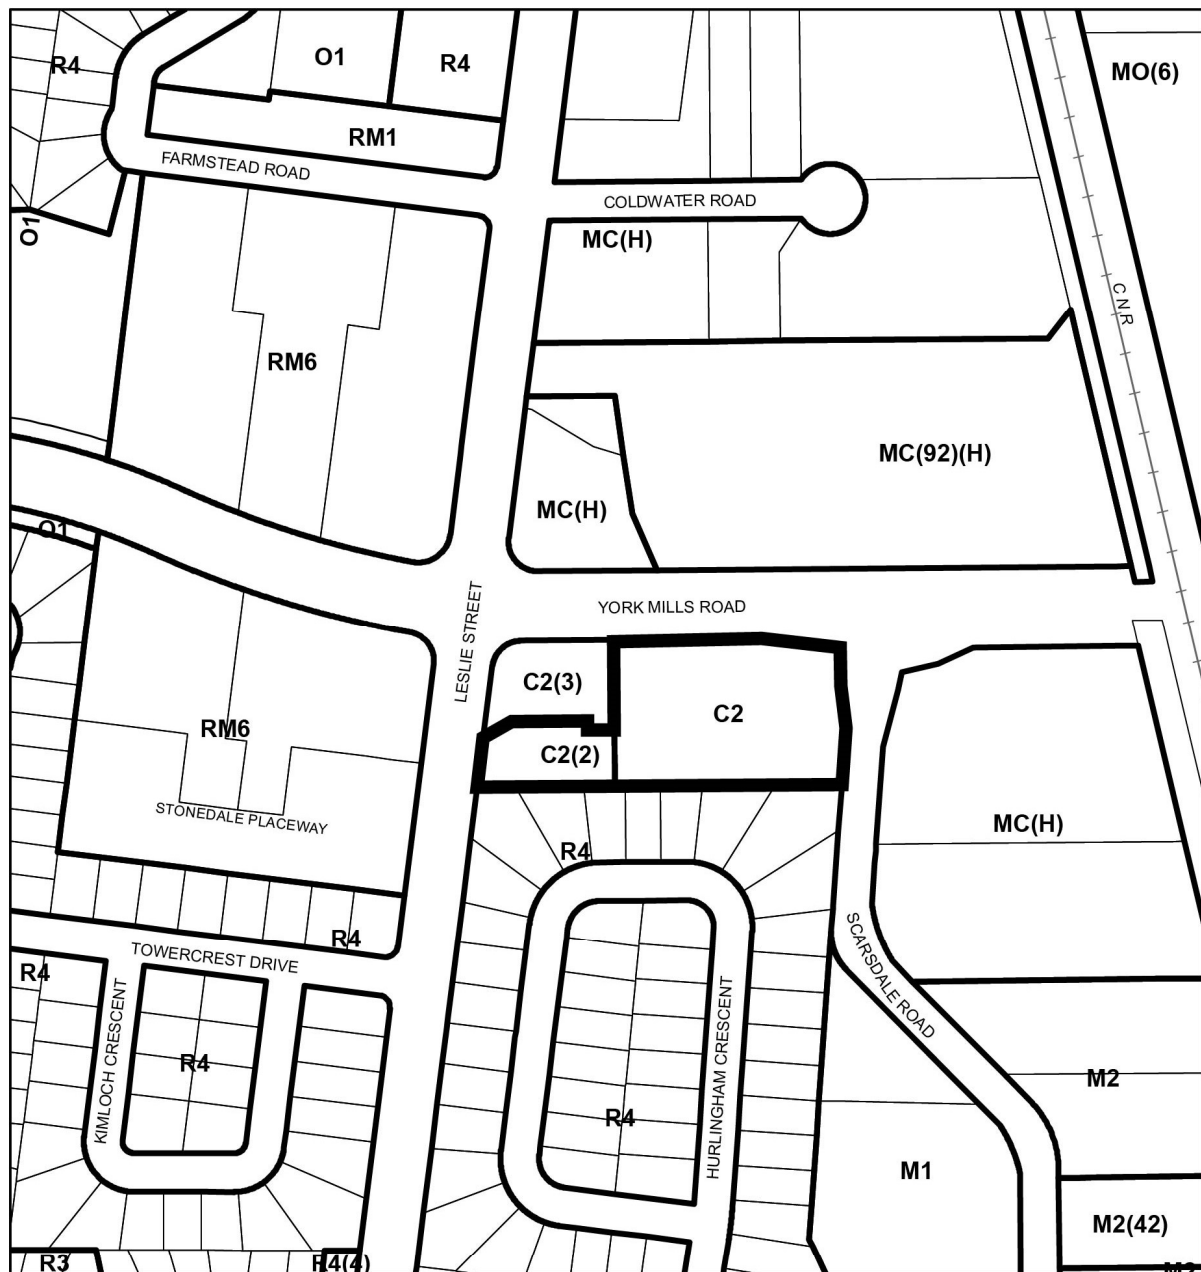 O1
R4
R4
MO(6)
RM1
FARMSTEAD ROAD
COLDWATER ROAD
O1
MC(H)
CNR
RM6
MC(92)(H)
MC(H)
O1
LESLIE STREET
YORK MILLS ROAD
C2(3)
C2
RM6
C2(2)
STONEDALE PLACEWAY
MC(H)
R4
R4
SCARSDALE ROAD
TOWERCREST DRIVE
R4
KIMLOCH CRESCENT
HURLINGHAM CRESCENT
R4
M2
R4
M1
M2(42)
R3
R4(4)